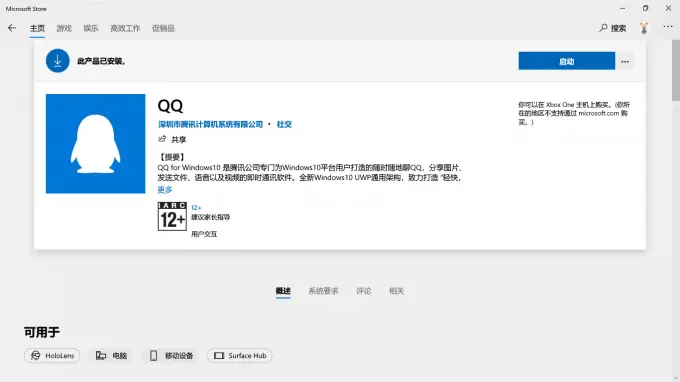 Microsoft Store
主页 游戏 娱乐 高效工作 促销品 搜索
此产品已安装。 启动
QQ
深圳市腾讯计算机系统有限公司 • 社交
共享
【提要】
QQ for Windows10 是腾讯公司专门为Windows10平台用户打造的随时随地聊QQ，分享图片、
发送文件、语音以及视频的即时通讯软件。全新Windows10 UWP通用架构，致力打造 “轻快,
更多
你可以在 Xbox One 主机上购买。(你所
在的地区不支持通过 microsoft.com 购
买。)
IARC
12+
12+
建议家长指导
用户交互
概述 系统要求 评论 相关
可用于
HoloLens 电脑 移动设备 Surface Hub